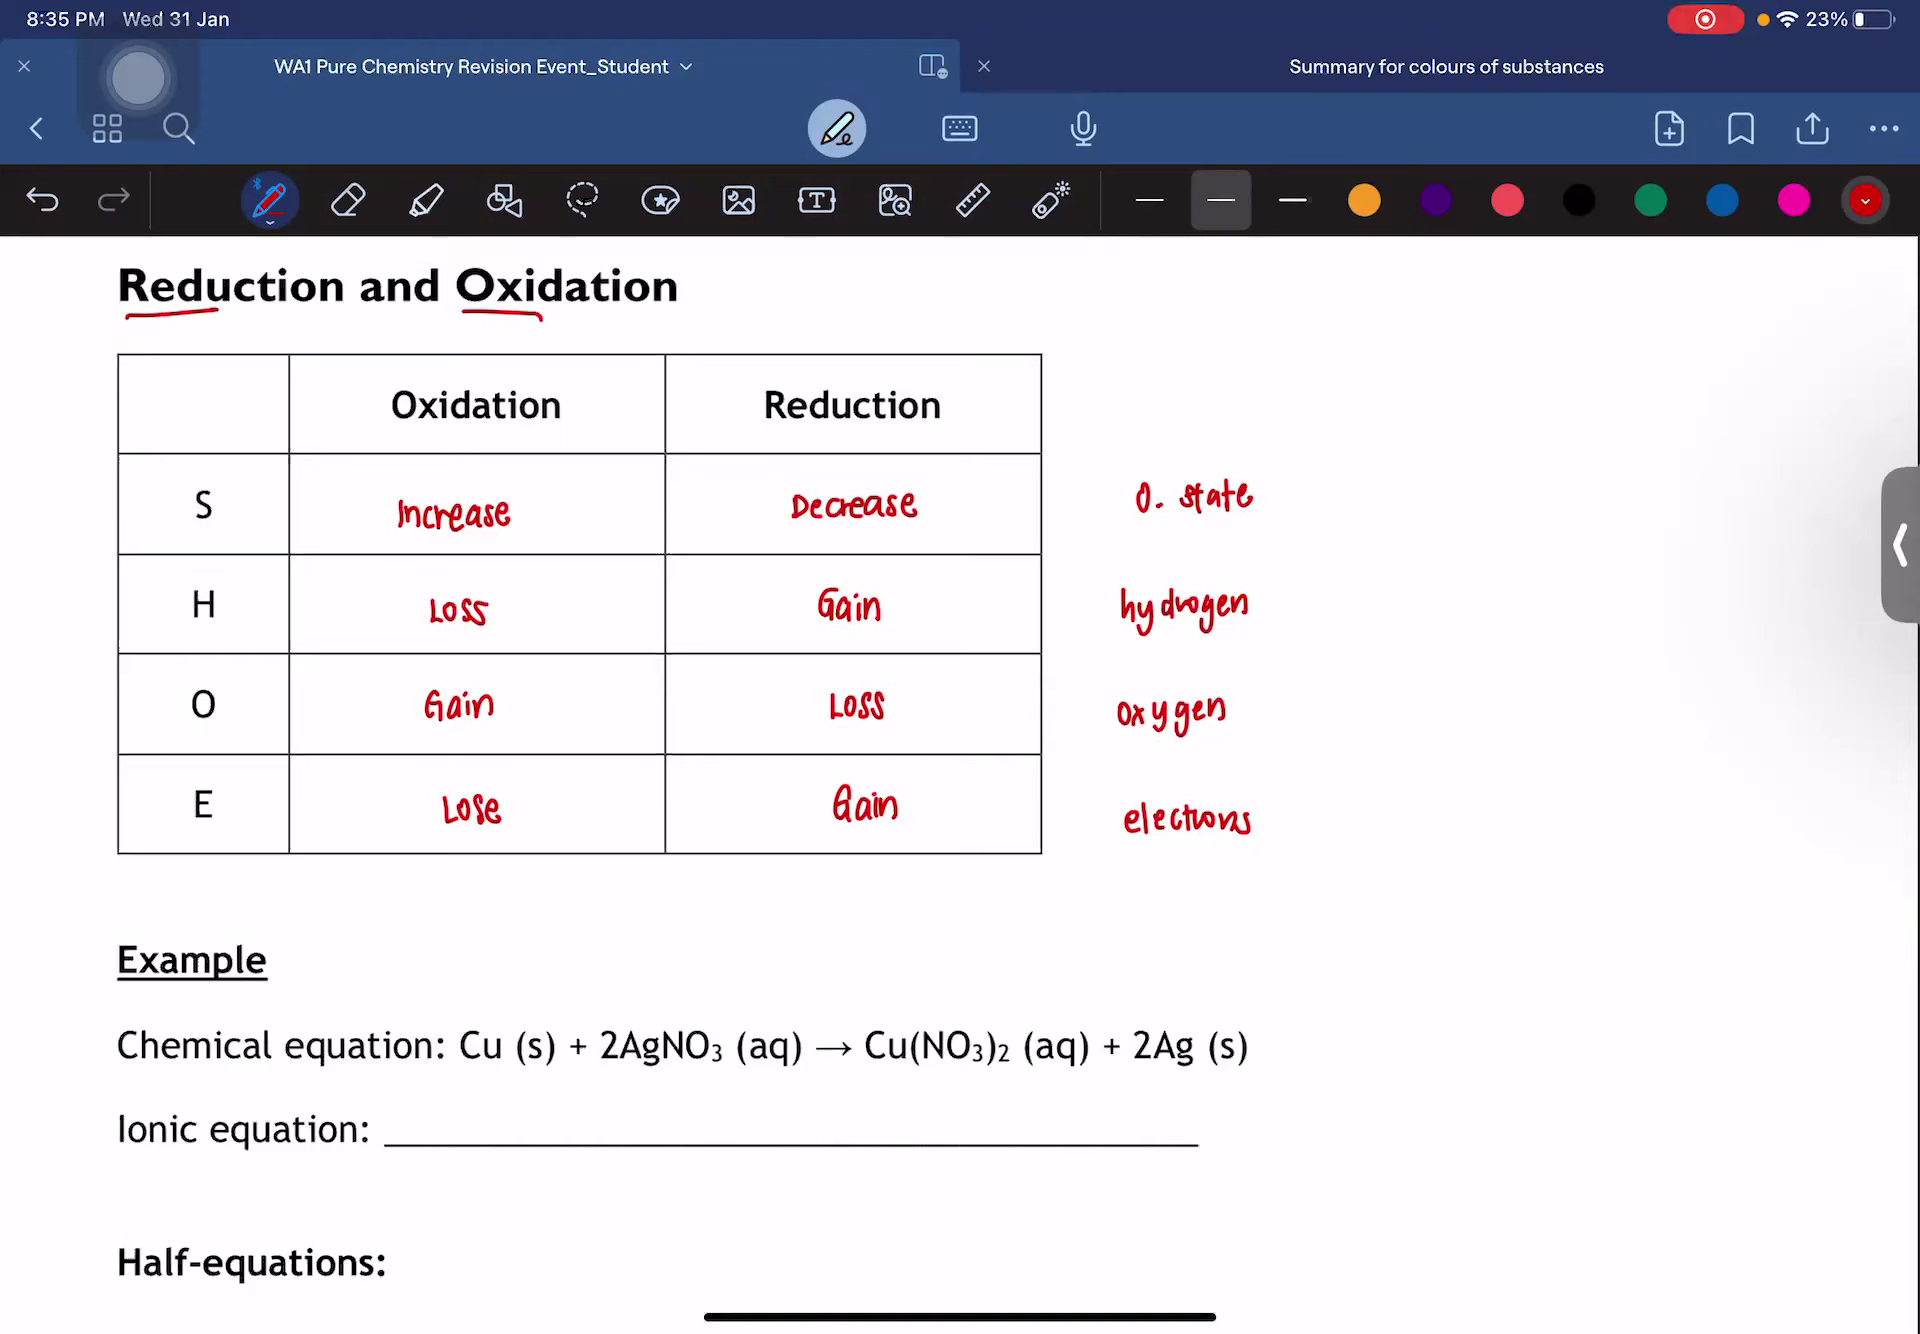 8:35 PM Wed 31 Jan
23%
WA1 Pure Chemistry Revision Event_Student
Summary for colours of substances
Reduction and Oxidation
Oxidation Reduction
S Increase Decrease O. state
H Loss Gain hydrogen
O Gain Loss oxygen
E Lose Gain electrons
Example
Chemical equation: Cu (s) + 2AgNO₃ (aq) → Cu(NO₃)₂ (aq) + 2Ag (s)
Ionic equation:
Half-equations: